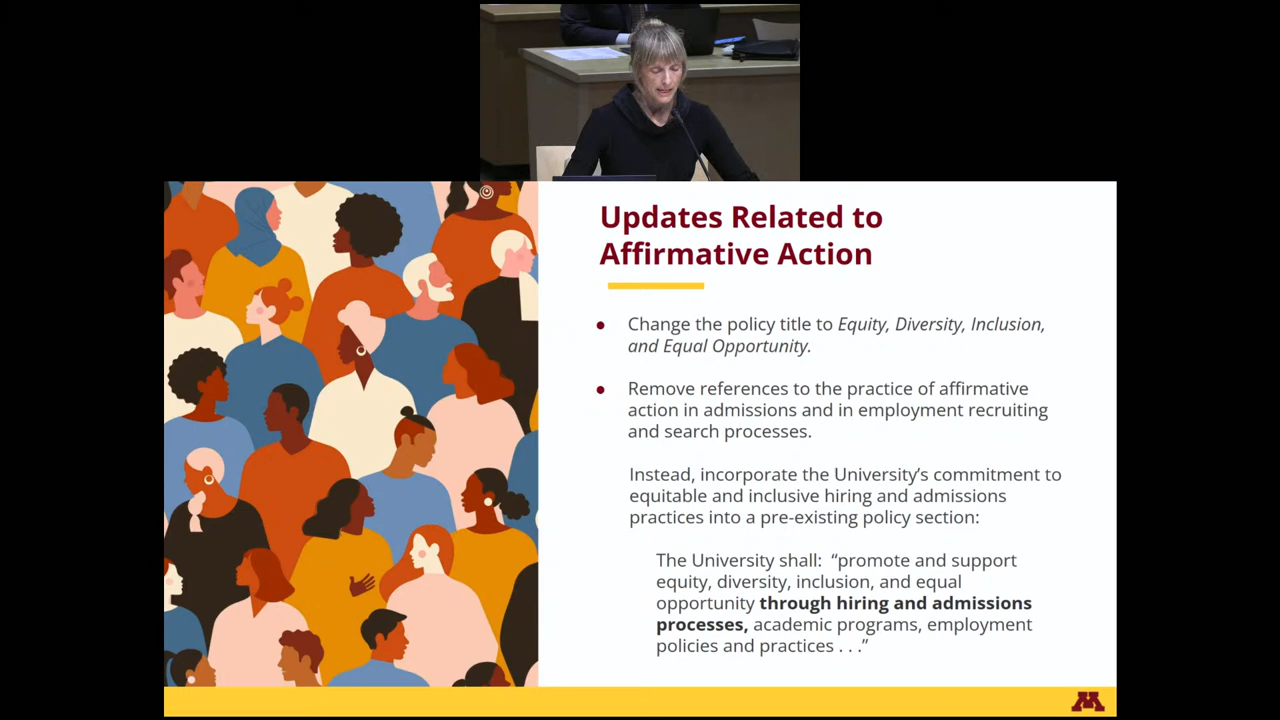 Updates Related to
Affirmative Action
● Change the policy title to Equity, Diversity, Inclusion,
and Equal Opportunity.
● Remove references to the practice of affirmative
action in admissions and in employment recruiting
and search processes.
Instead, incorporate the University’s commitment to
equitable and inclusive hiring and admissions
practices into a pre-existing policy section:
The University shall: “promote and support
equity, diversity, inclusion, and equal
opportunity through hiring and admissions
processes, academic programs, employment
policies and practices . . .”
M